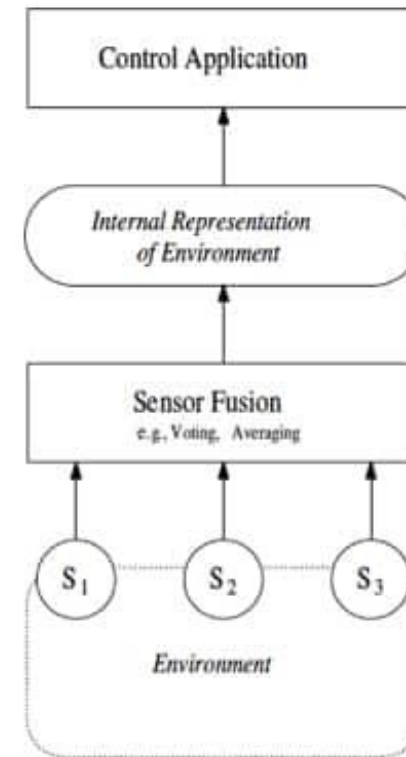 Control Application
Internal Representation
of Environment
Sensor Fusion
e.g., Voting, Averaging
S1 S2 S3
Environment